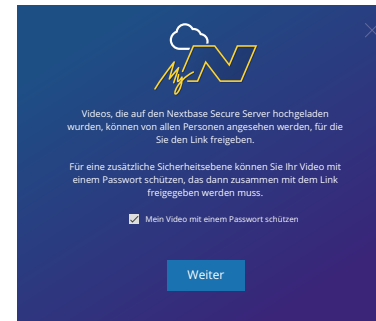 My N
Videos, die auf den Nextbase Secure Server hochgeladen
wurden, können von allen Personen angesehen werden, für die
Sie den Link freigeben.
Für eine zusätzliche Sicherheitsebene können Sie Ihr Video mit
einem Passwort schützen, das dann zusammen mit dem Link
freigegeben werden muss.
Mein Video mit einem Passwort schützen
Weiter